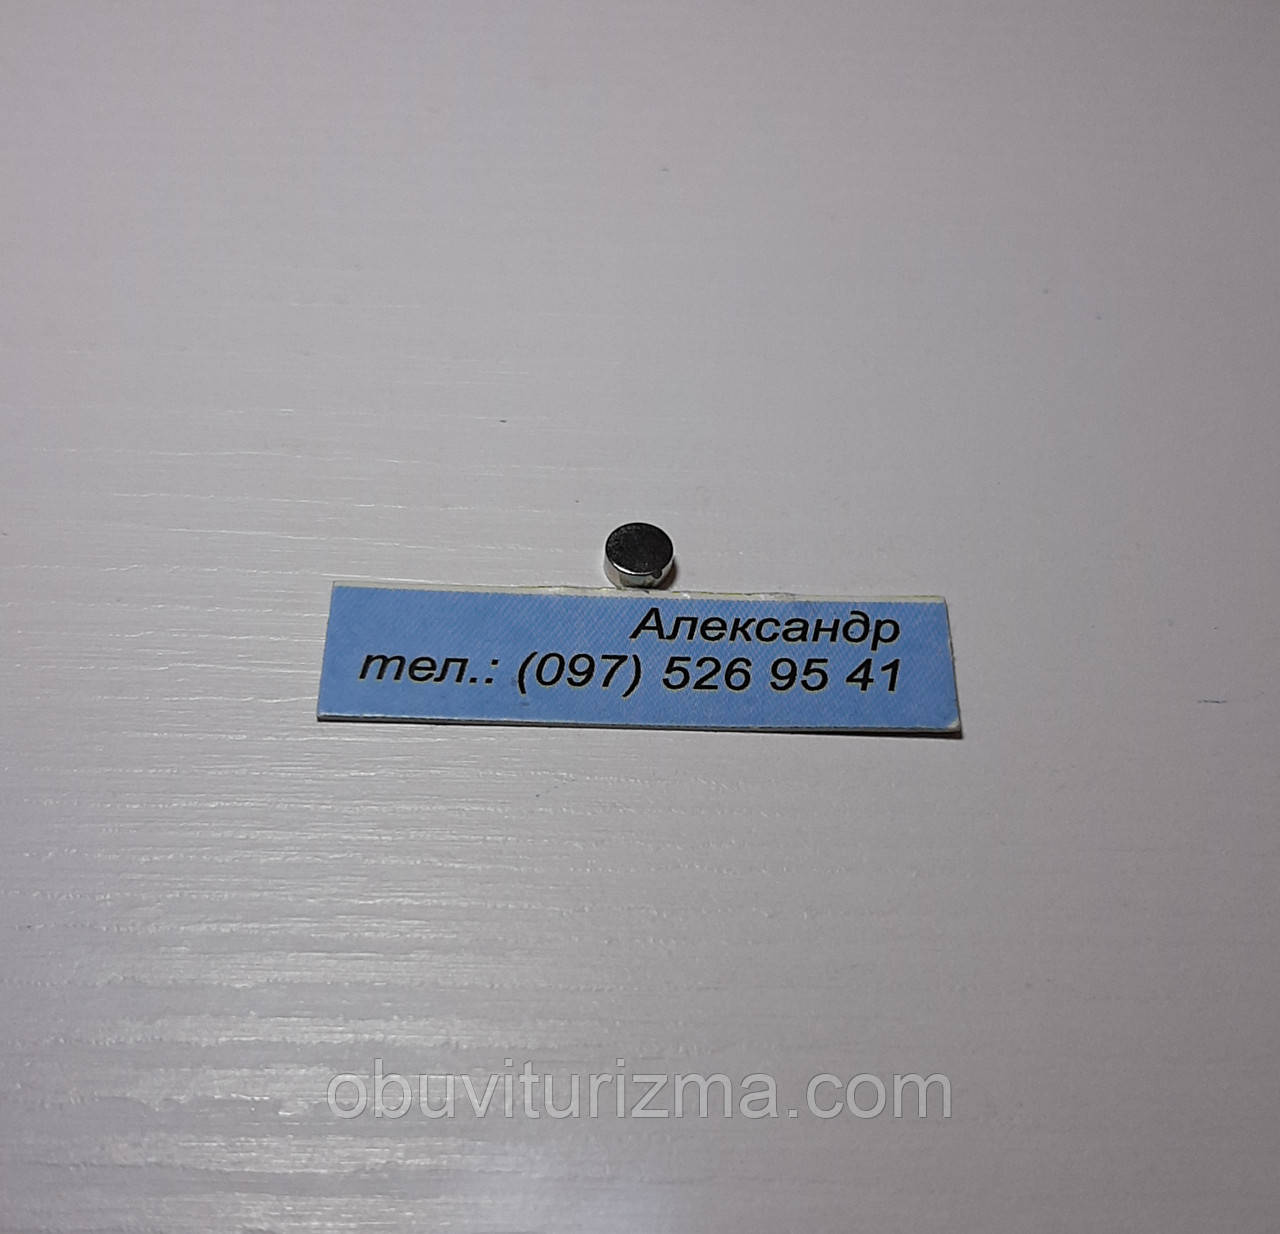 Александр
тел.: (097) 526 95 41
obuviturizma.com